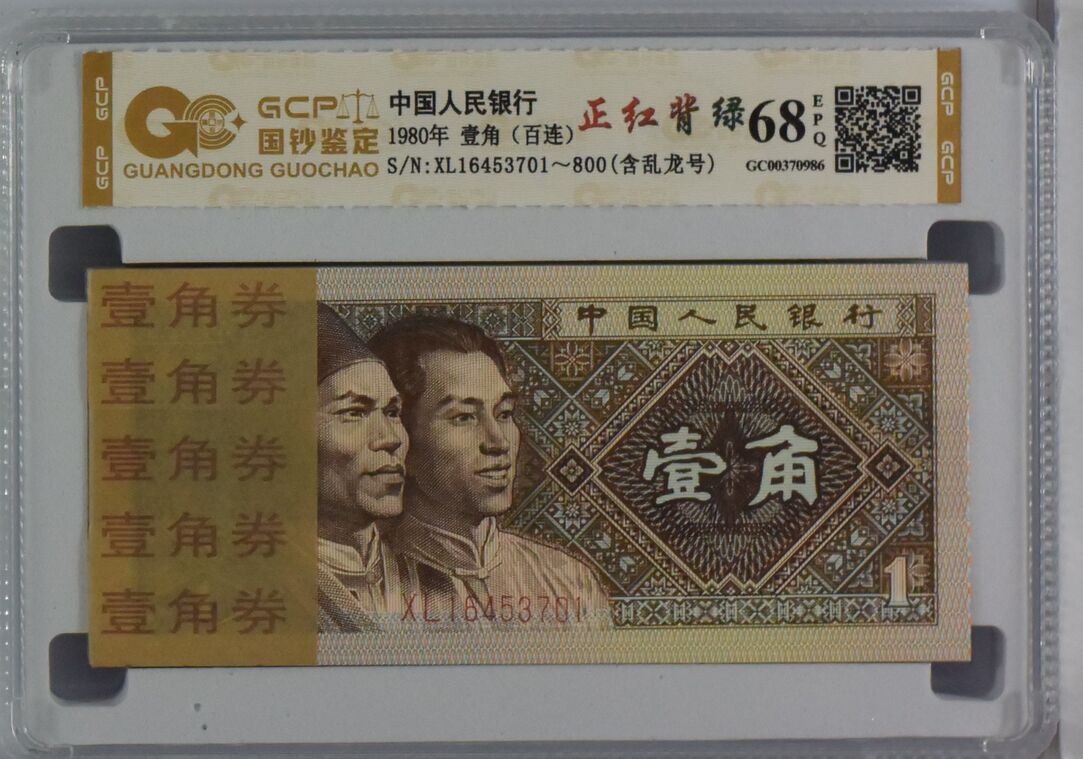 GCP
GCP
GCP
国钞鉴定
GUANGDONG GUOCHAO
中国人民银行
1980年 壹角（百连）
S/N:XL16453701～800(含乱龙号)
正红背绿
68
EPQ
GC00370986
GCP
GCP
壹角券
壹角券
壹角券
壹角券
壹角券
中国人民银行
壹角
1
XL16453701